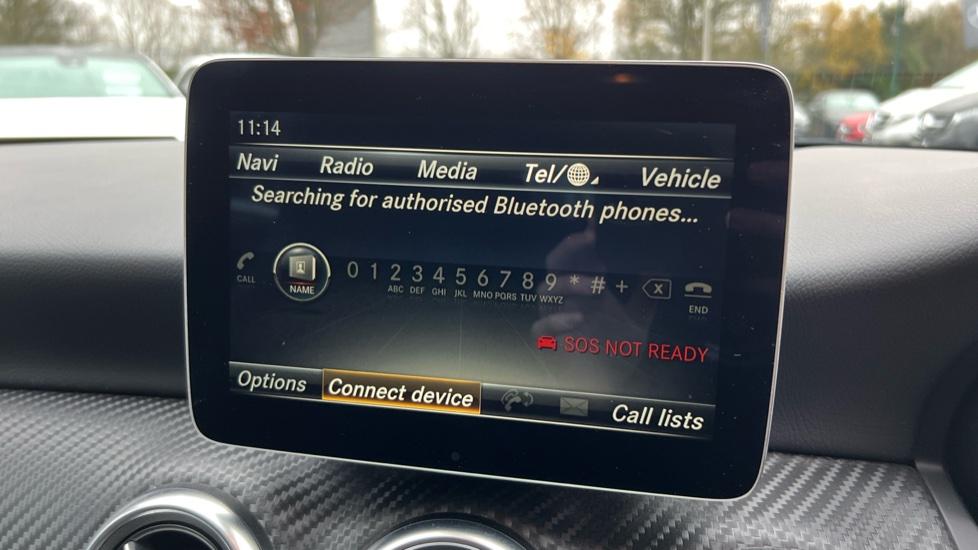 11:14
Navi Radio Media Tel/ Vehicle
Searching for authorised Bluetooth phones...
0 1 2 3 4 5 6 7 8 9 * # +
CALL NAME ABC DEF GHI JKL MNO PQRS TUV WXYZ X END
SOS NOT READY
Options Connect device Call lists